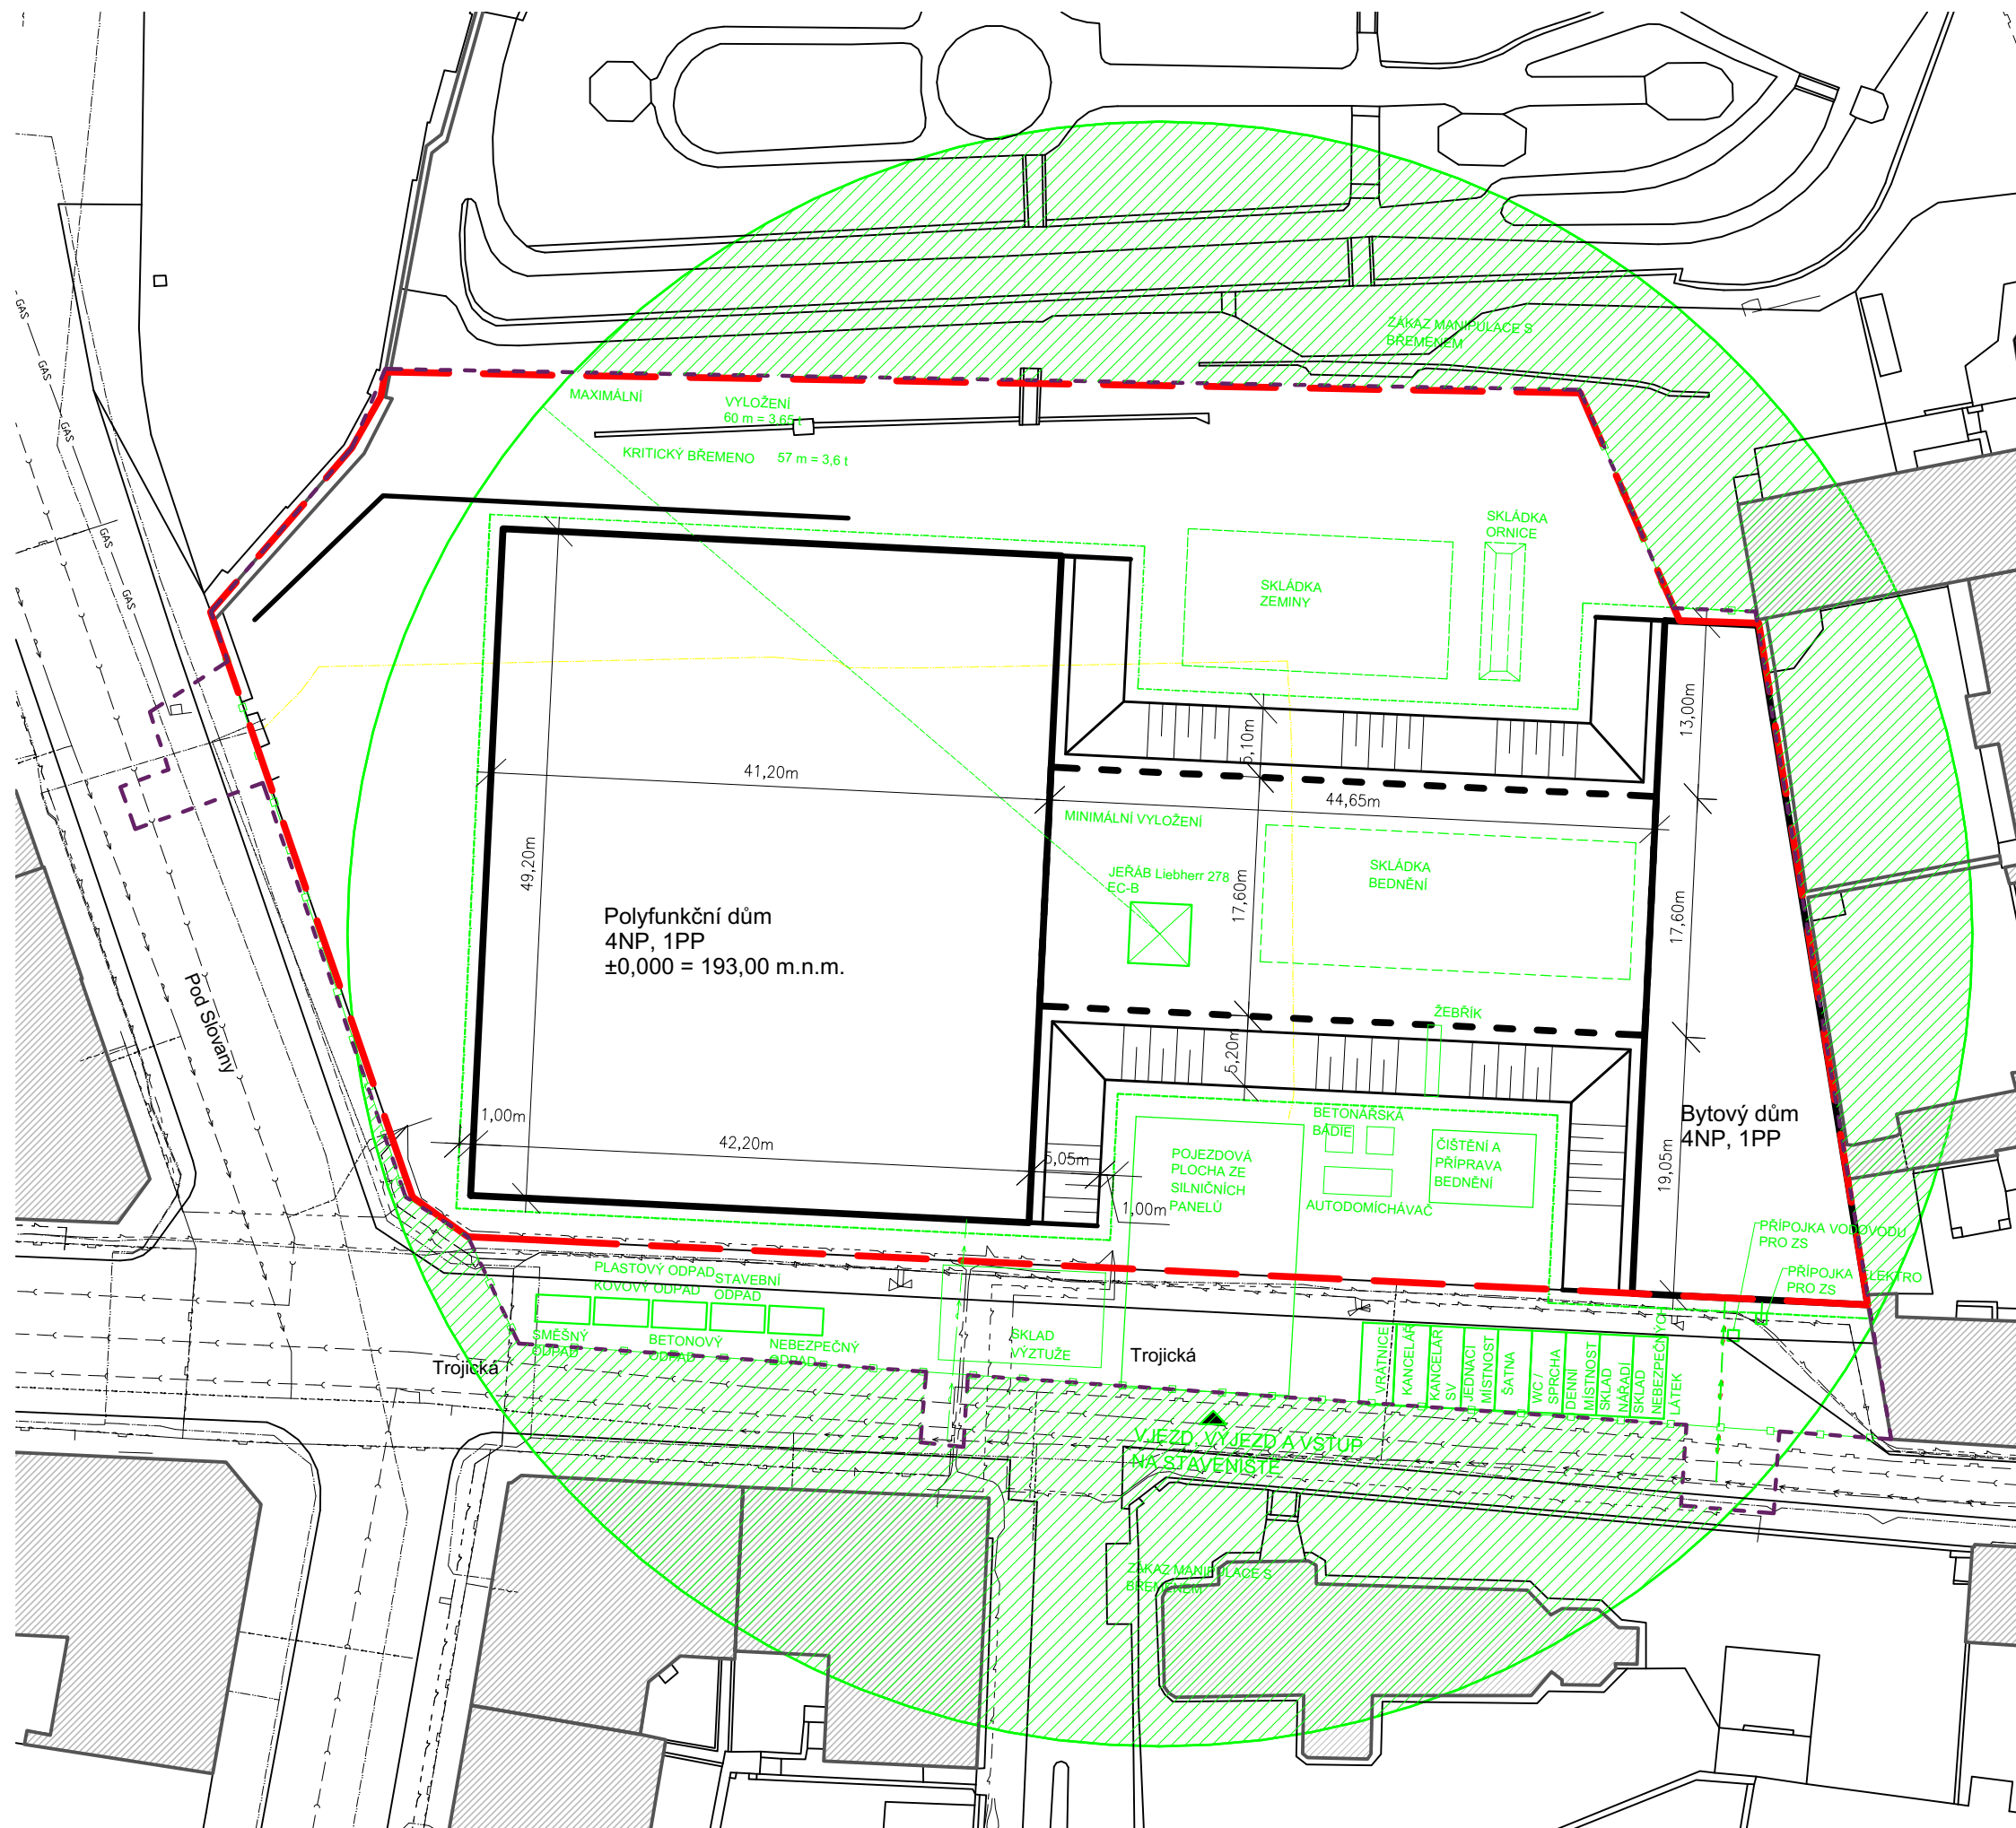 GAS
GAS
GAS
GAS
GAS
ZÁKAZ MANIPULACE S
BŘEMENEM
MAXIMÁLNÍ
VYLOŽENÍ
60 m = 3,65 t
KRITICKÝ BŘEMENO
57 m = 3,6 t
SKLÁDKA
ORNICE
SKLÁDKA
ZEMINY
13,00m
5,10m
41,20m
44,65m
MINIMÁLNÍ VYLOŽENÍ
49,20m
SKLÁDKA
BEDNĚNÍ
JEŘÁB Liebherr 278
EC-B
17,60m
17,60m
Polyfunkční dům
4NP, 1PP
±0,000 = 193,00 m.n.m.
Pod Slovany
ŽEBŘÍK
5,20m
1,00m
42,20m
5,05m
1,00m
BETONÁŘSKÁ
BÁDIE
POJEZDOVÁ
PLOCHA ZE
SILNIČNÍCH
PANELŮ
ČIŠTĚNÍ A
PŘÍPRAVA
BEDNĚNÍ
AUTODOMÍCHÁVAČ
19,05m
Bytový dům
4NP, 1PP
PŘÍPOJKA VODOVODU
PRO ZS
PŘÍPOJKA ELEKTRO
PRO ZS
PLASTOVÝ ODPAD
KOVOVÝ ODPAD
STAVEBNÍ
ODPAD
SMĚSNÝ
ODPAD
BETONOVÝ
ODPAD
NEBEZPEČNÝ
ODPAD
SKLAD
VÝZTUŽE
Trojická
Trojická
VRÁTNICE
KANCELÁŘ
KANCELÁŘ
SV
JEDNACÍ
MÍSTNOST
ŠATNA
WC /
SPRCHA
DENNÍ
MÍSTNOST
SKLAD
NÁŘADÍ
SKLAD
NEBEZPEČNÝCH
LÁTEK
VJEZD, VÝJEZD A VSTUP
NA STAVENIŠTĚ
ZÁKAZ MANIPULACE S
BŘEMENEM